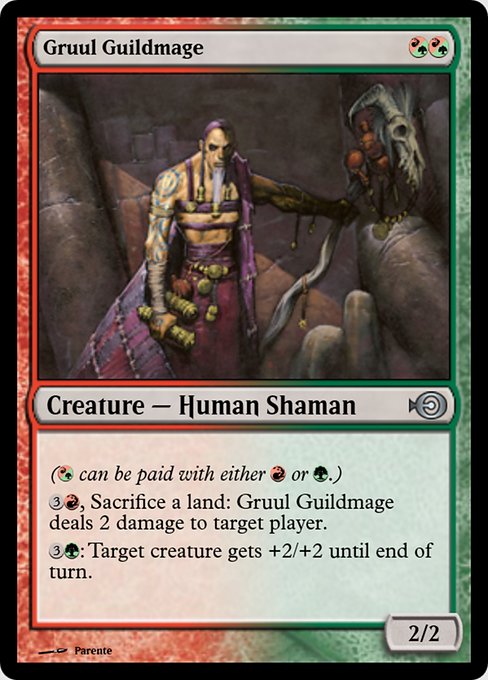 Gruul Guildmage
Creature — Human Shaman
( can be paid with either or .)
3, Sacrifice a land: Gruul Guildmage
deals 2 damage to target player.
3: Target creature gets +2/+2 until end of
turn.
2/2
Parente